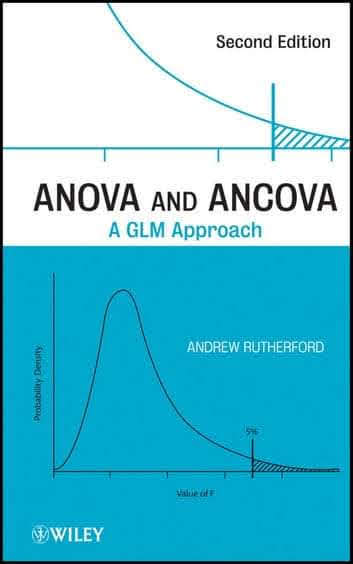 Second Edition
ANOVA AND ANCOVA
A GLM Approach
ANDREW RUTHERFORD
Probability Density
5%
Value of F
WILEY